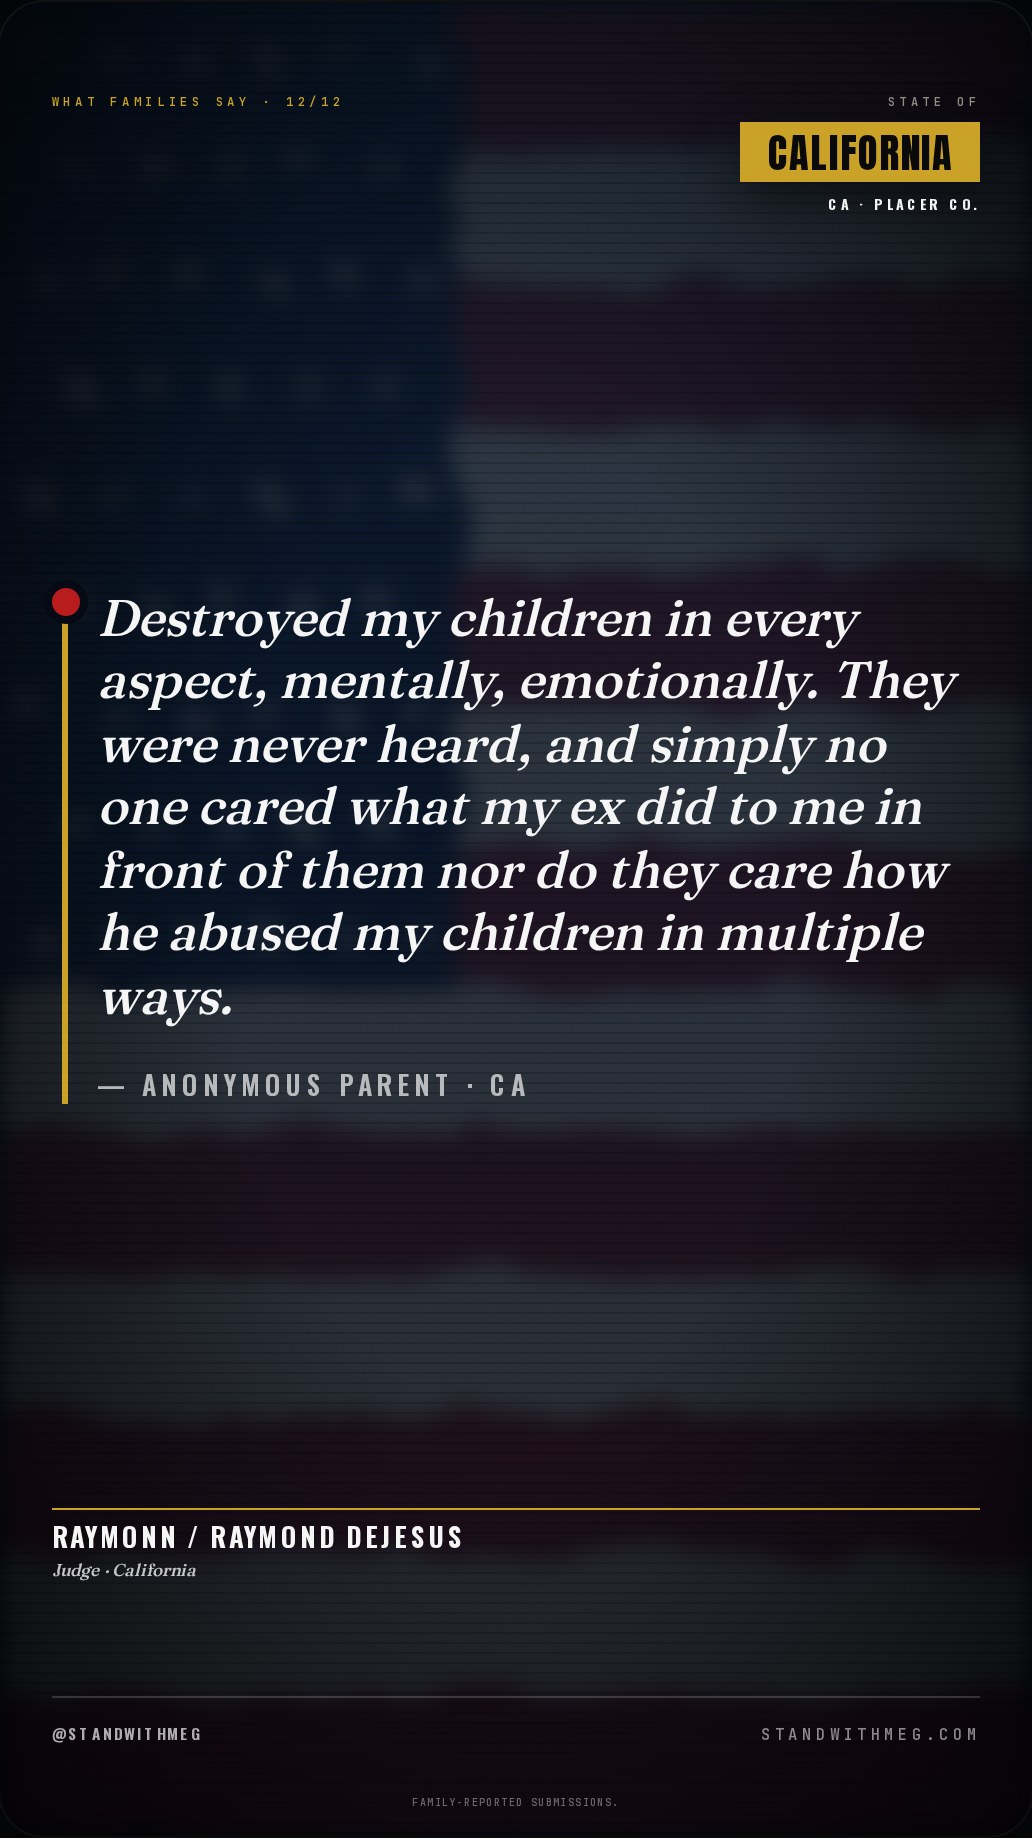 WHAT FAMILIES SAY · 12/12
STATE OF
CALIFORNIA
CA · PLACER CO.
Destroyed my children in every
aspect, mentally, emotionally. They
were never heard, and simply no
one cared what my ex did to me in
front of them nor do they care how
he abused my children in multiple
ways.
— ANONYMOUS PARENT · CA
RAYMONN / RAYMOND DEJESUS
Judge · California
@STANDWITHMEG
STANDWITHMEG.COM
FAMILY-REPORTED SUBMISSIONS.